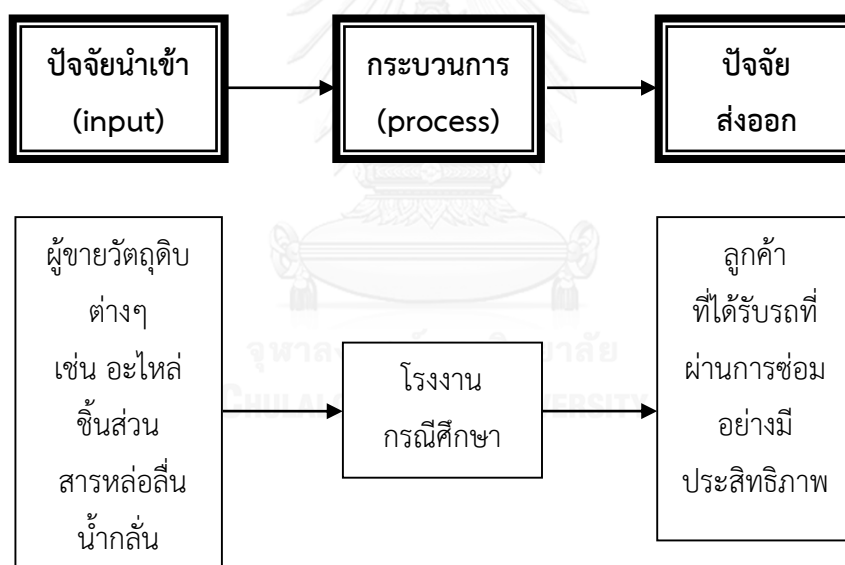 ปัจจัยนำเข้า
(input)
กระบวนการ
(process)
ปัจจัย
ส่งออก
ผู้ขายวัตถุดิบ
ต่างๆ
เช่น อะไหล่
ชิ้นส่วน
สารหล่อลื่น
น้ำกลั่น
โรงงาน
กรณีศึกษา
ลูกค้า
ที่ได้รับรถที่
ผ่านการซ่อม
อย่างมี
ประสิทธิภาพ